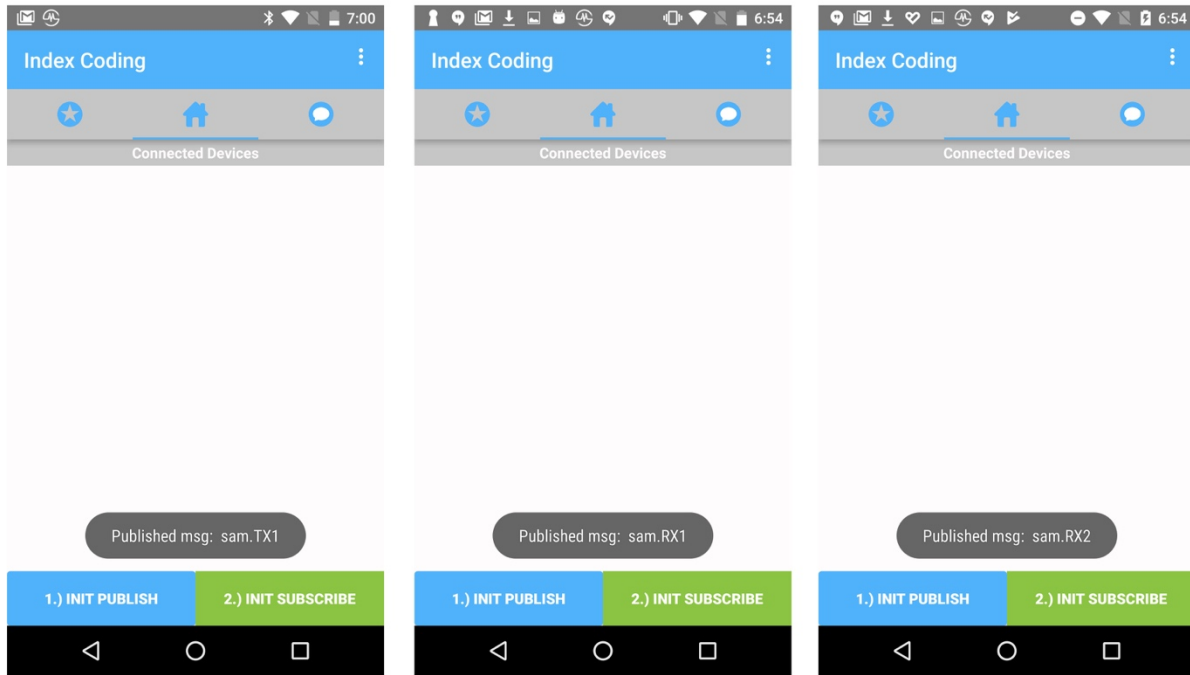 7:00
Index Coding
Connected Devices
Published msg: sam.TX1
1.) INIT PUBLISH
2.) INIT SUBSCRIBE
6:54
Index Coding
Connected Devices
Published msg: sam.RX1
1.) INIT PUBLISH
2.) INIT SUBSCRIBE
6:54
Index Coding
Connected Devices
Published msg: sam.RX2
1.) INIT PUBLISH
2.) INIT SUBSCRIBE